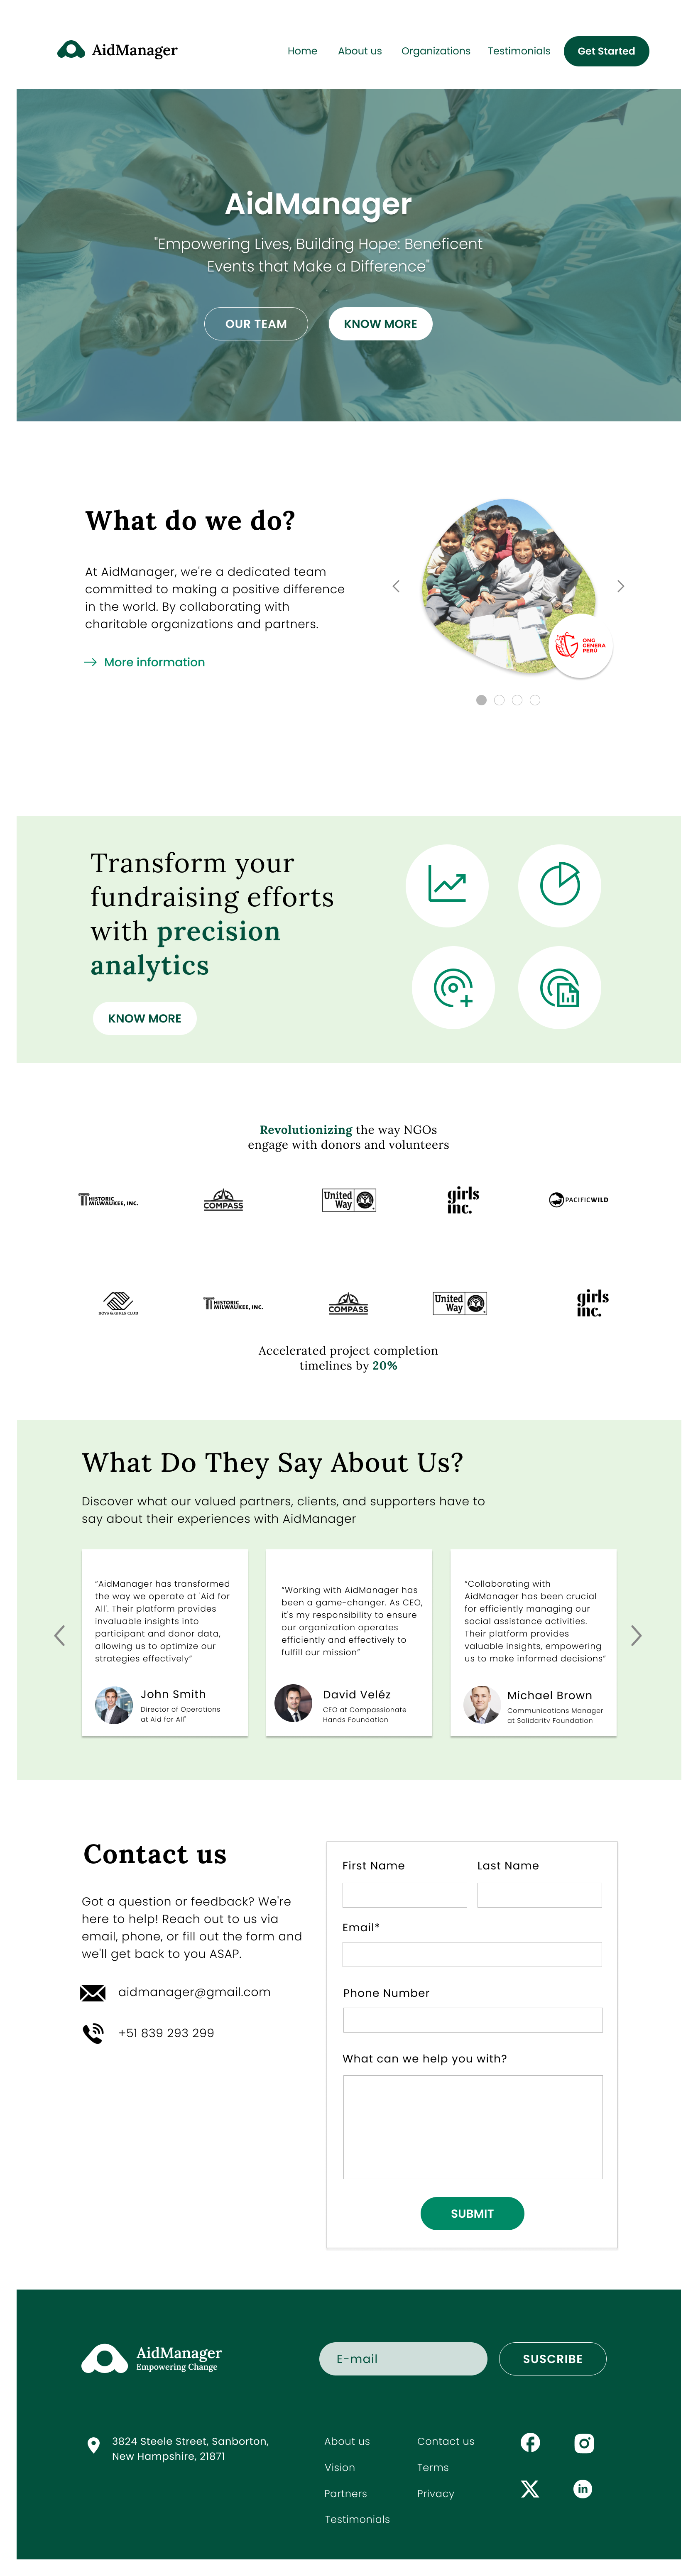 AidManager
Home
About us
Organizations
Testimonials
Get Started
AidManager
"Empowering Lives, Building Hope: Beneficent
Events that Make a Difference"
OUR TEAM
KNOW MORE
What do we do?
At AidManager, we're a dedicated team
committed to making a positive difference
in the world. By collaborating with
charitable organizations and partners.
More information
ONG
GENERA
PERÚ
Transform your
fundraising efforts
with precision
analytics
KNOW MORE
Revolutionizing the way NGOs
engage with donors and volunteers
HISTORIC
MILWAUKEE, INC.
COMPASS
United
Way
girls
inc.
PACIFICWILD
BOYS & GIRLS CLUB
HISTORIC
MILWAUKEE, INC.
COMPASS
United
Way
girls
inc.
Accelerated project completion
timelines by 20%
What Do They Say About Us?
Discover what our valued partners, clients, and supporters have to
say about their experiences with AidManager
“AidManager has transformed
the way we operate at 'Aid for
All'. Their platform provides
invaluable insights into
participant and donor data,
allowing us to optimize our
strategies effectively”
John Smith
Director of Operations
at Aid for All"
“Working with AidManager has
been a game-changer. As CEO,
it's my responsibility to ensure
our organization operates
efficiently and effectively to
fulfill our mission”
David Veléz
CEO at Compassionate
Hands Foundation
“Collaborating with
AidManager has been crucial
for efficiently managing our
social assistance activities.
Their platform provides
valuable insights, empowering
us to make informed decisions”
Michael Brown
Communications Manager
at Solidarity Foundation
Contact us
Got a question or feedback? We're
here to help! Reach out to us via
email, phone, or fill out the form and
we'll get back to you ASAP.
aidmanager@gmail.com
+51 839 293 299
First Name
Last Name
Email*
Phone Number
What can we help you with?
SUBMIT
AidManager
Empowering Change
E-mail
SUSCRIBE
3824 Steele Street, Sanborton,
New Hampshire, 21871
About us
Vision
Partners
Testimonials
Contact us
Terms
Privacy